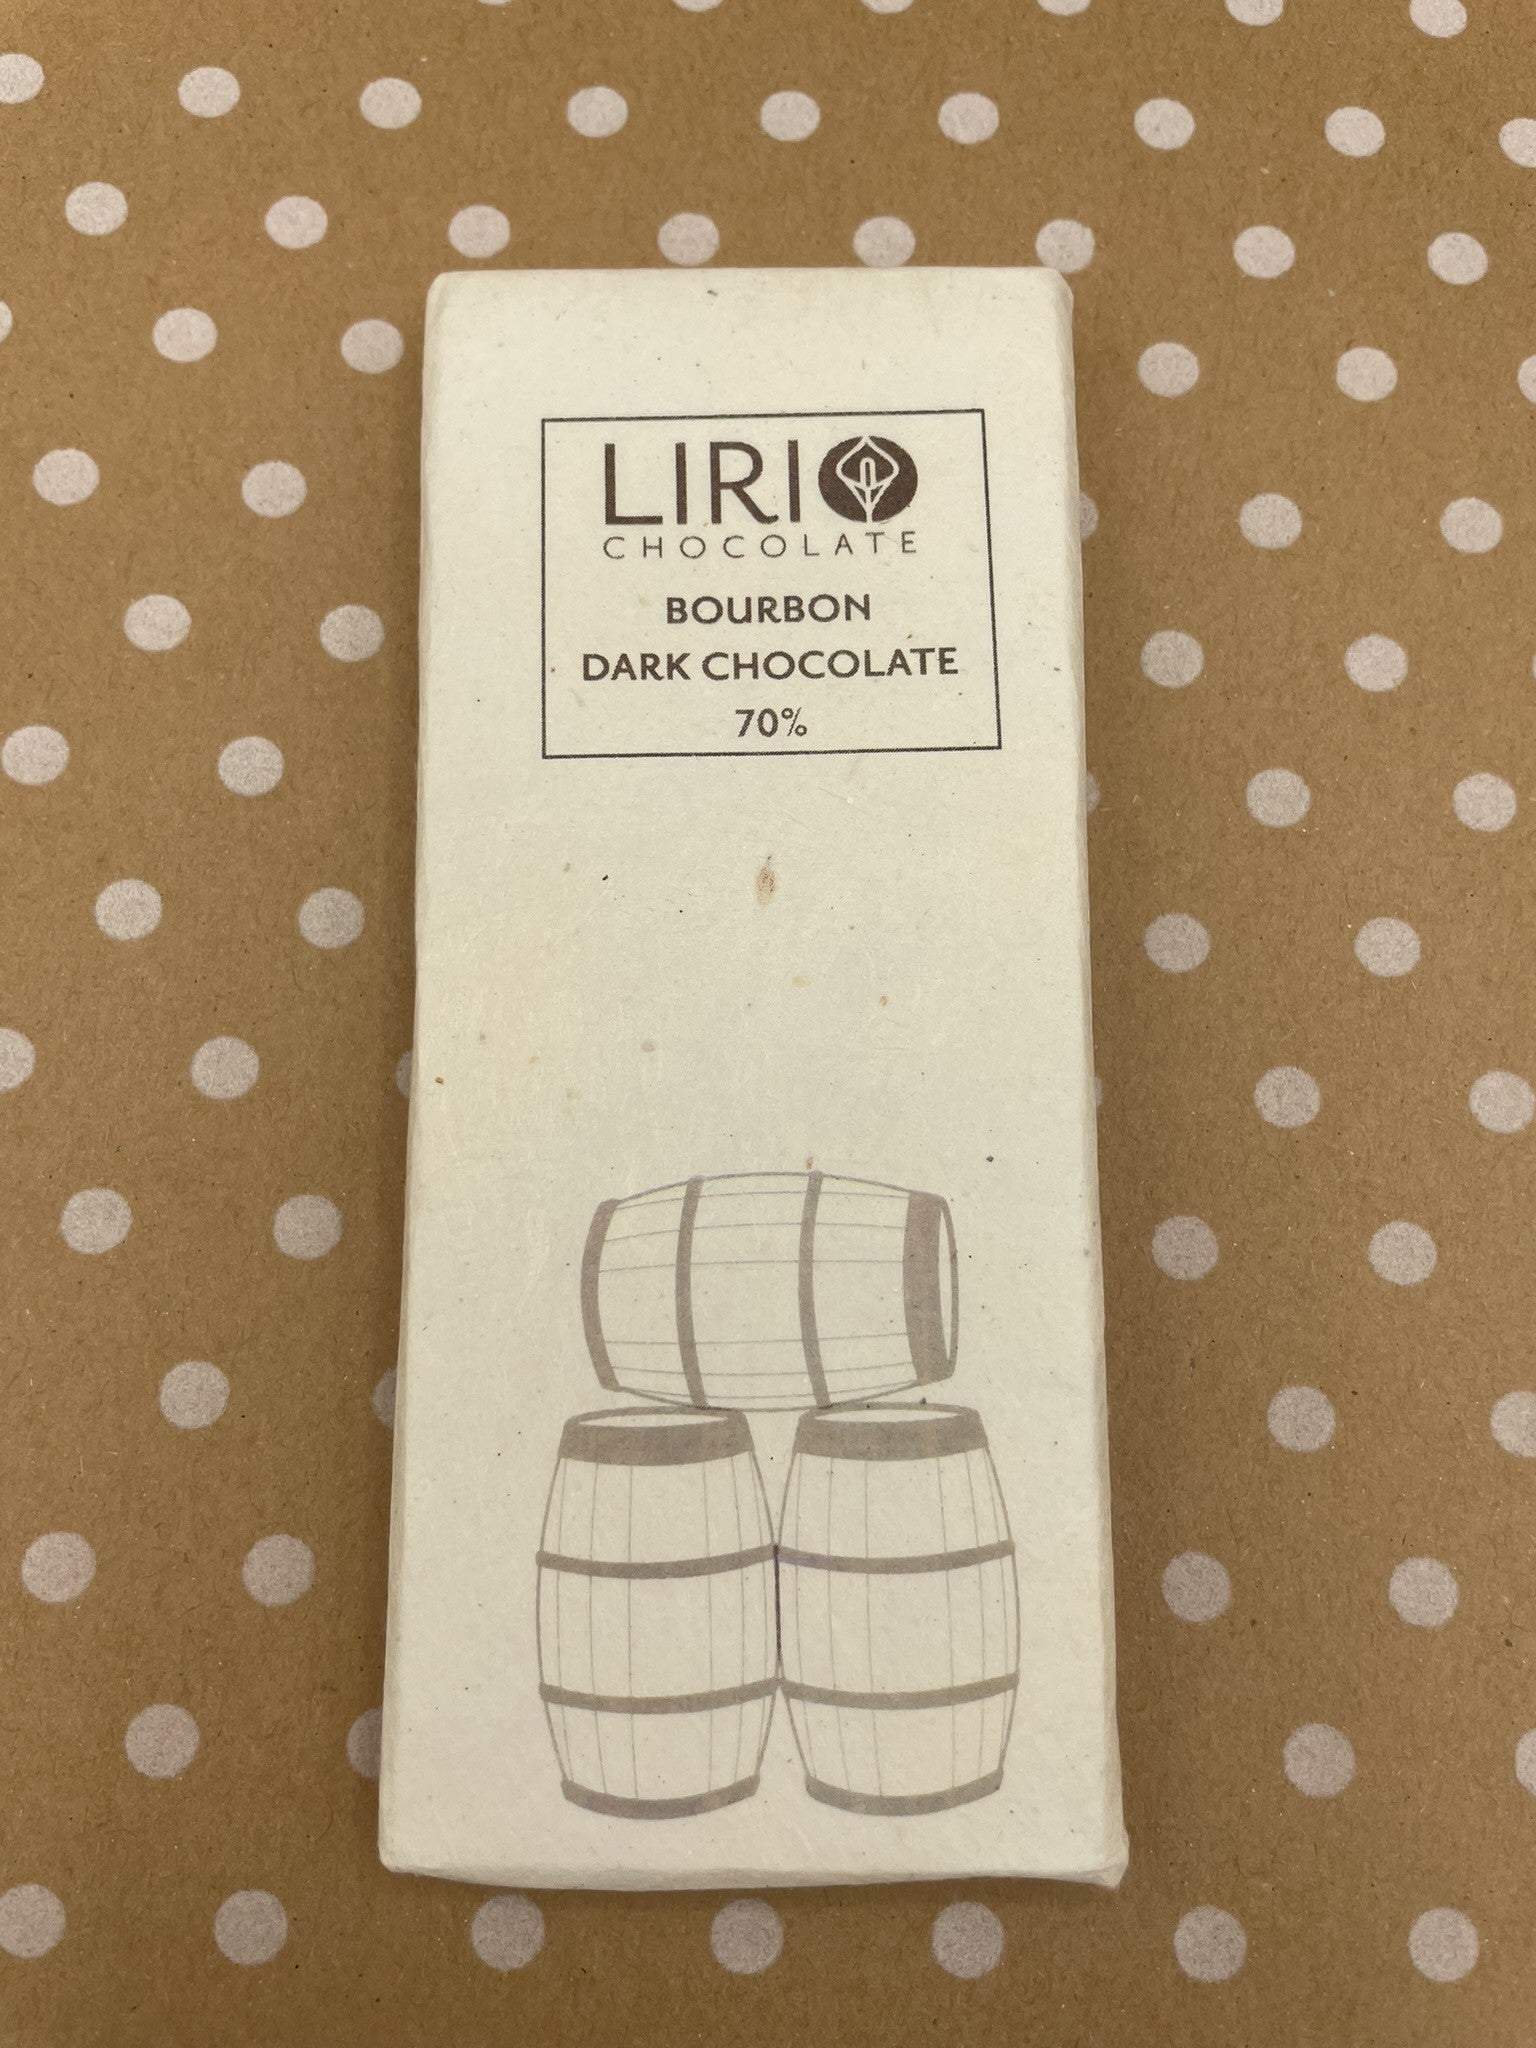 LIRIO
CHOCOLATE
BOURBON
DARK CHOCOLATE
70%